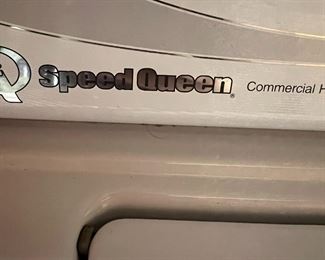 Speed Queen® Commercial H